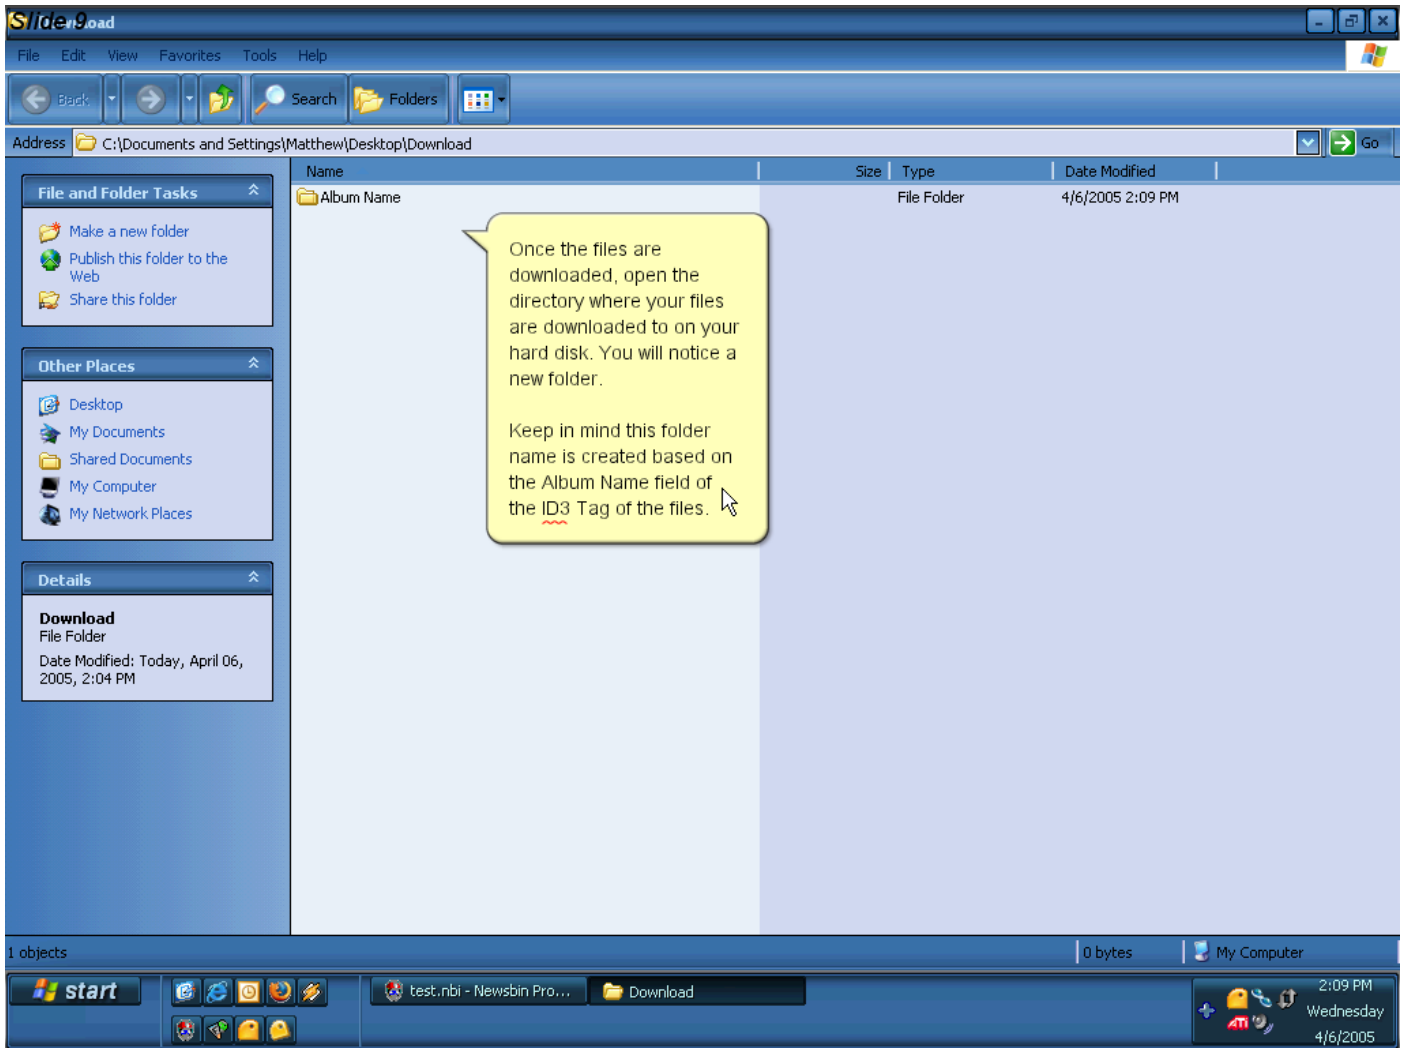 Slide 9
Download
File Edit View Favorites Tools Help
Back Search Folders
Address C:\Documents and Settings\Matthew\Desktop\Download Go
Name Size Type Date Modified
Album Name File Folder 4/6/2005 2:09 PM
File and Folder Tasks
Make a new folder
Publish this folder to the
Web
Share this folder
Other Places
Desktop
My Documents
Shared Documents
My Computer
My Network Places
Details
Download
File Folder
Date Modified: Today, April 06,
2005, 2:04 PM
Once the files are
downloaded, open the
directory where your files
are downloaded to on your
hard disk. You will notice a
new folder.
Keep in mind this folder
name is created based on
the Album Name field of
the ID3 Tag of the files.
1 objects 0 bytes My Computer
start test.nbi - Newsbin Pro... Download
ATI
2:09 PM
Wednesday
4/6/2005